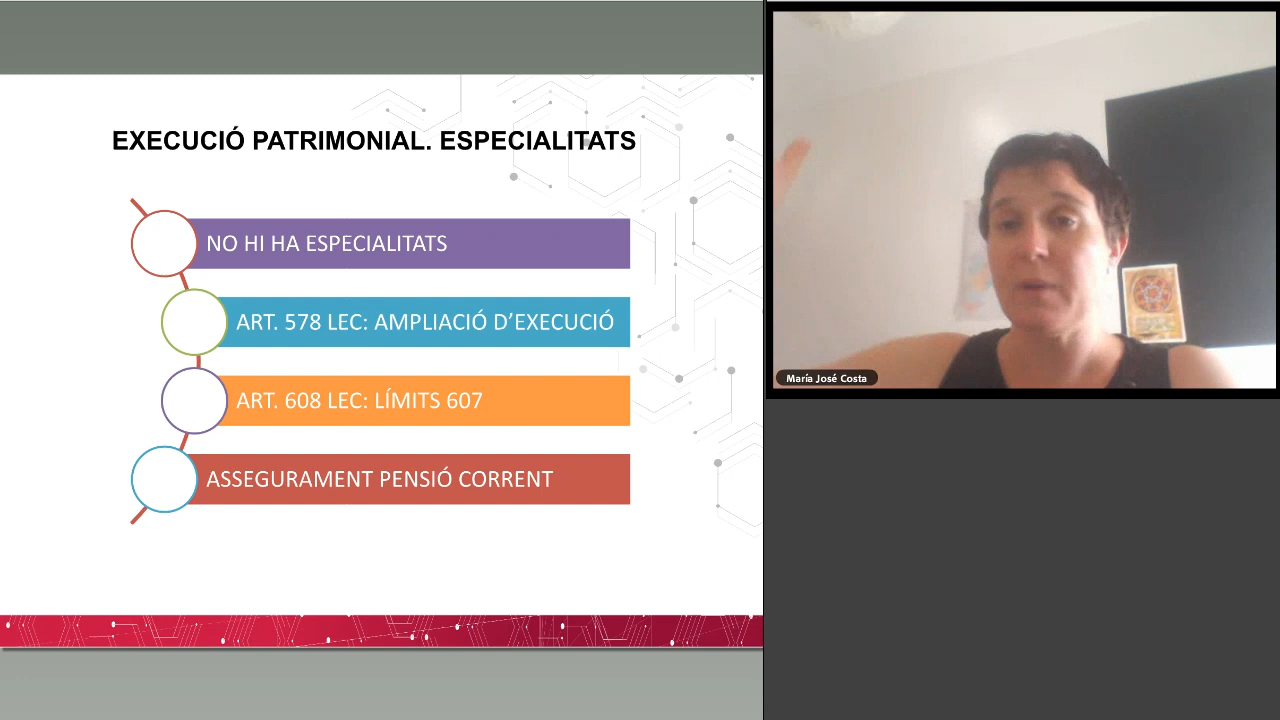 EXECUCIÓ PATRIMONIAL. ESPECIALITATS
NO HI HA ESPECIALITATS
ART. 578 LEC: AMPLIACIÓ D’EXECUCIÓ
ART. 608 LEC: LÍMITS 607
ASSEGURAMENT PENSIÓ CORRENT
María José Costa